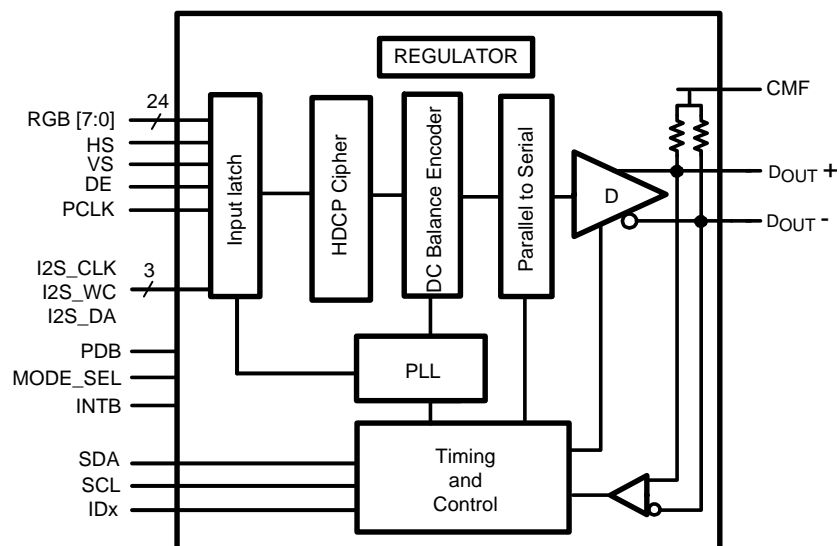 REGULATOR
CMF
24
RGB [7:0]
HS
VS
DE
PCLK
Input latch
HDCP Cipher
DC Balance Encoder
Parallel to Serial
D
DOUT +
DOUT -
I2S_CLK
3
I2S_WC
I2S_DA
PDB
MODE_SEL
INTB
PLL
SDA
SCL
IDx
Timing
and
Control